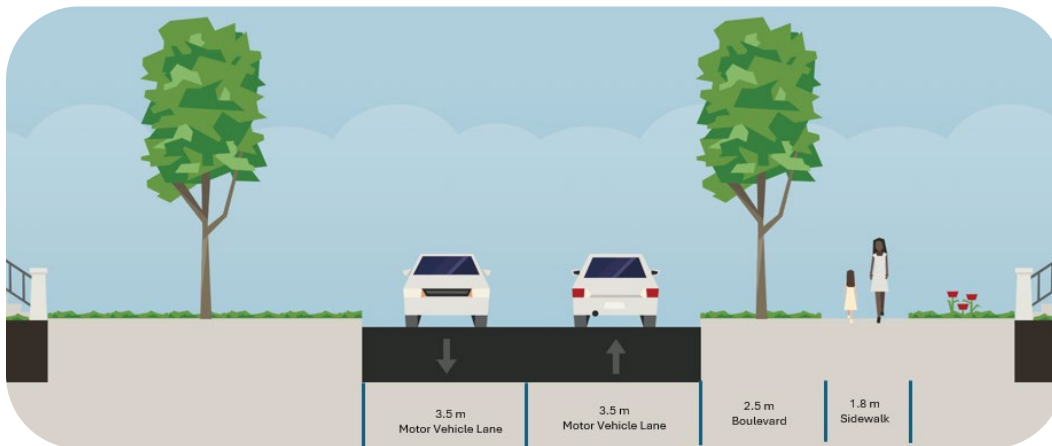 3.5 m
Motor Vehicle Lane
3.5 m
Motor Vehicle Lane
2.5 m
Boulevard
1.8 m
Sidewalk